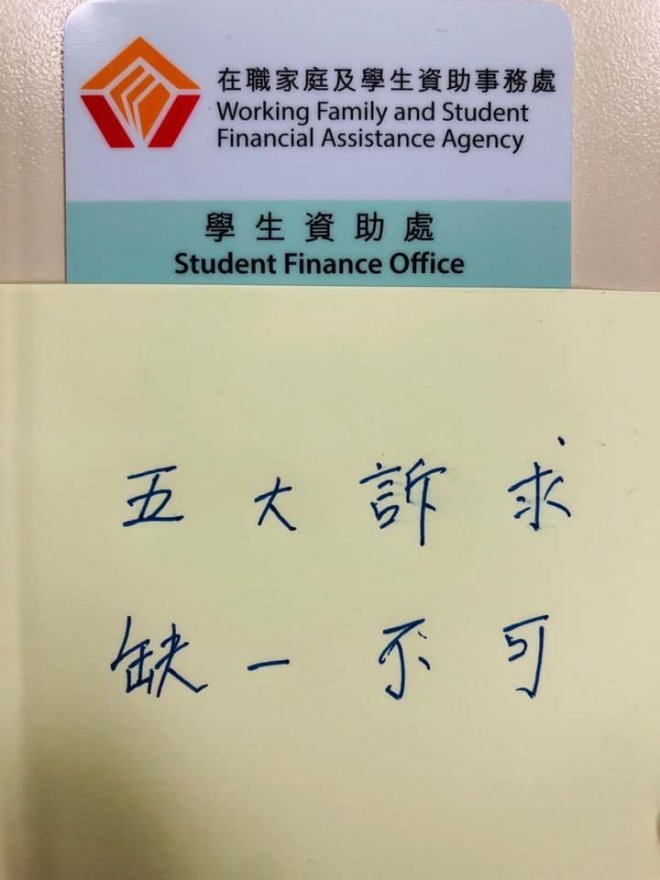 在職家庭及學生資助事務處
Working Family and Student
Financial Assistance Agency
學生資助處
Student Finance Office
五大訴求
缺一不可